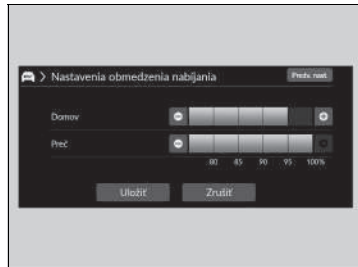 > Nastavenia obmedzenia nabíjania Predv. nast.
Domov
Preč
80 85 90 95 100%
Uložiť Zrušiť